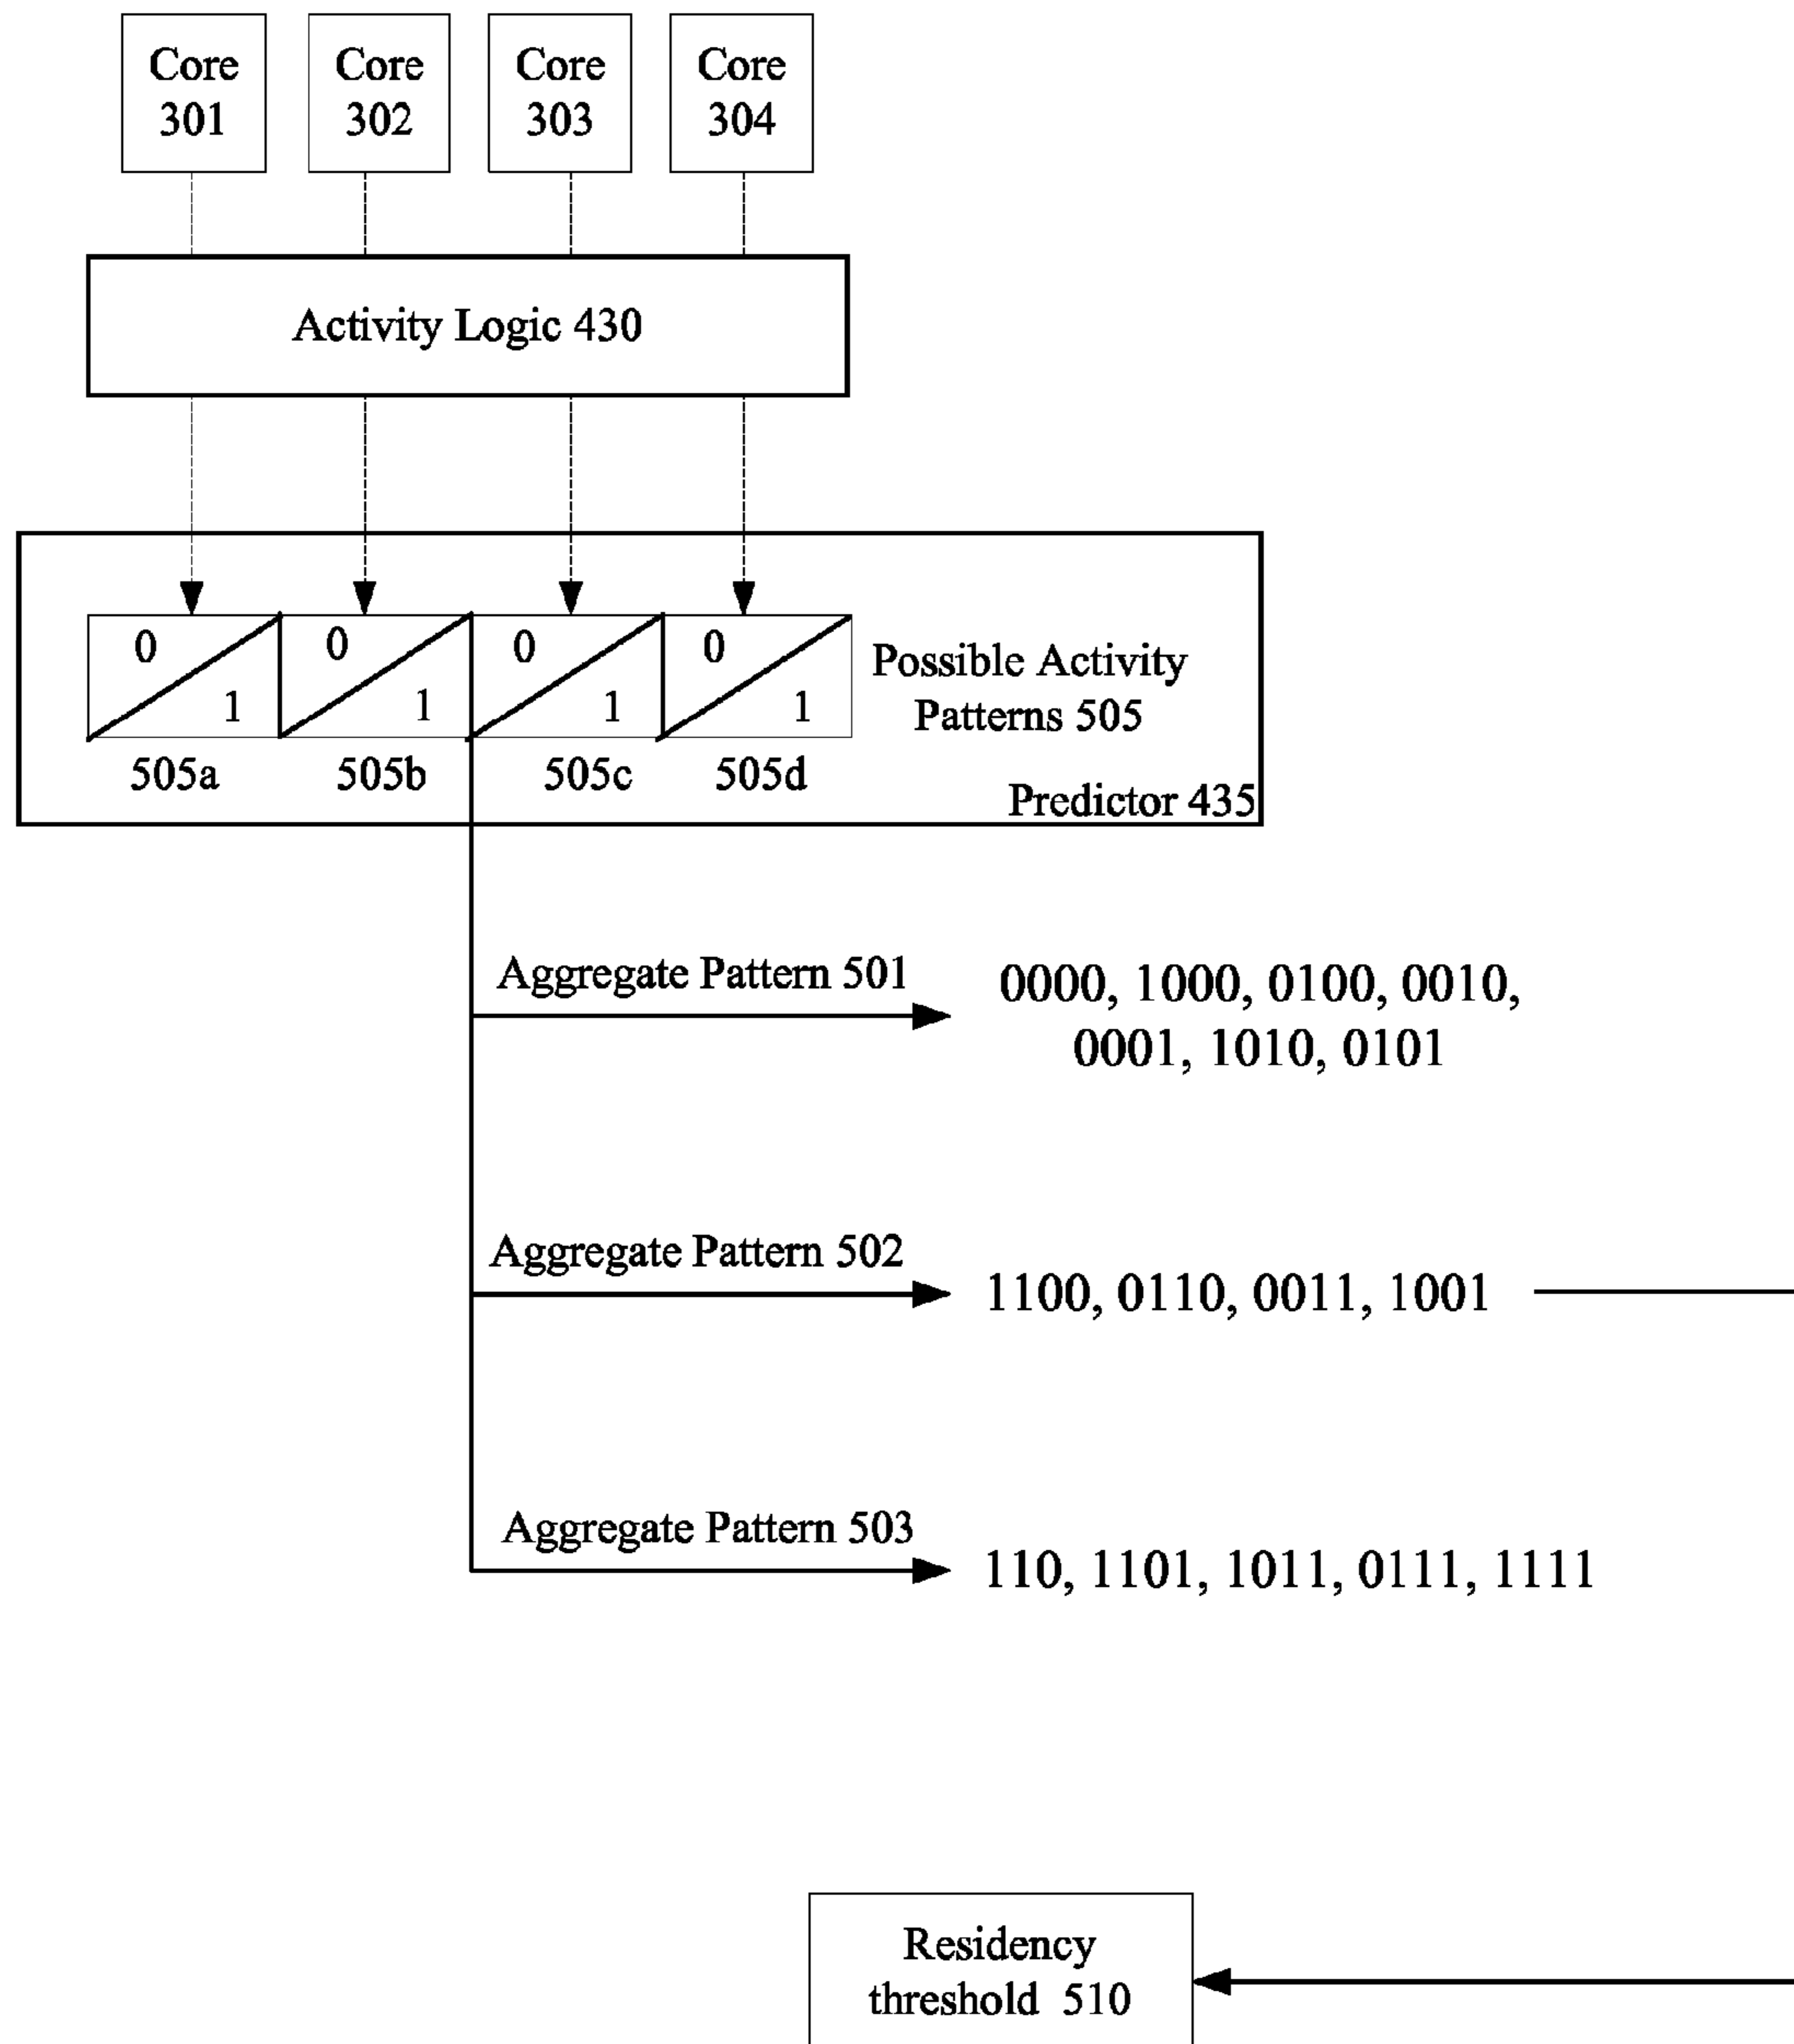 Core
301
Core
302
Core
303
Core
304
Activity Logic 430
0
1
0
1
0
1
0
1
Possible Activity
Patterns 505
505a
505b
505c
505d
Predictor 435
Aggregate Pattern 501
0000, 1000, 0100, 0010,
0001, 1010, 0101
Aggregate Pattern 502
1100, 0110, 0011, 1001
Aggregate Pattern 503
110, 1101, 1011, 0111, 1111
Residency
threshold 510